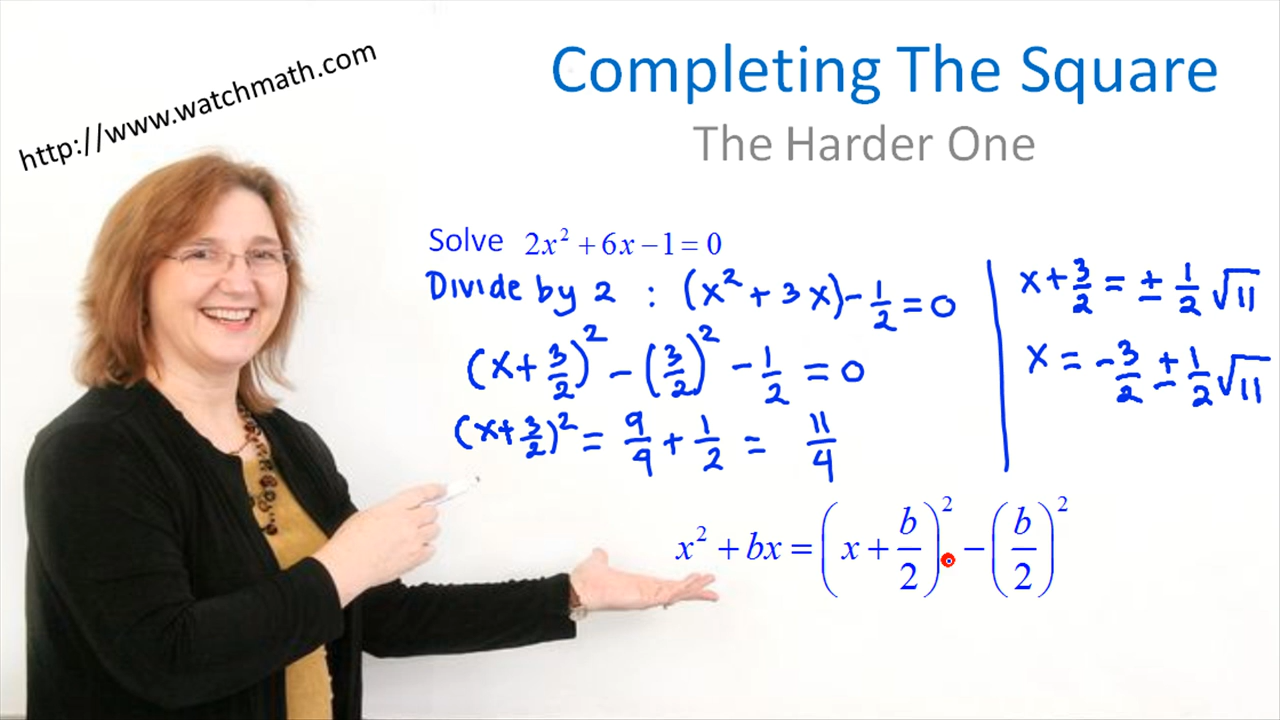 http://www.watchmath.com
Completing The Square
The Harder One
Solve 2x² + 6x − 1 = 0
Divide by 2 : (x² + 3x) − 1/2 = 0
(x + 3/2)² − (3/2)² − 1/2 = 0
(x + 3/2)² = 9/9 + 1/2 = 11/4
x + 3/2 = ± 1/2 √11
x = −3/2 ± 1/2 √11
x² + bx = (x + b/2)² − (b/2)²